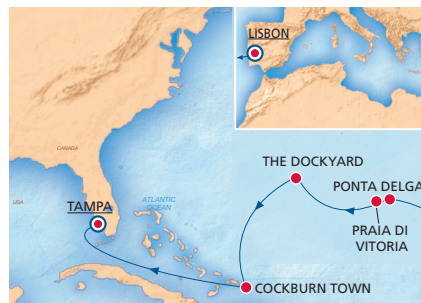 LISBON
CANADA
THE DOCKYARD
PONTA DELGA
USA
TAMPA
ATLANTIC
OCEAN
PRAIA DI
VITORIA
COCKBURN TOWN